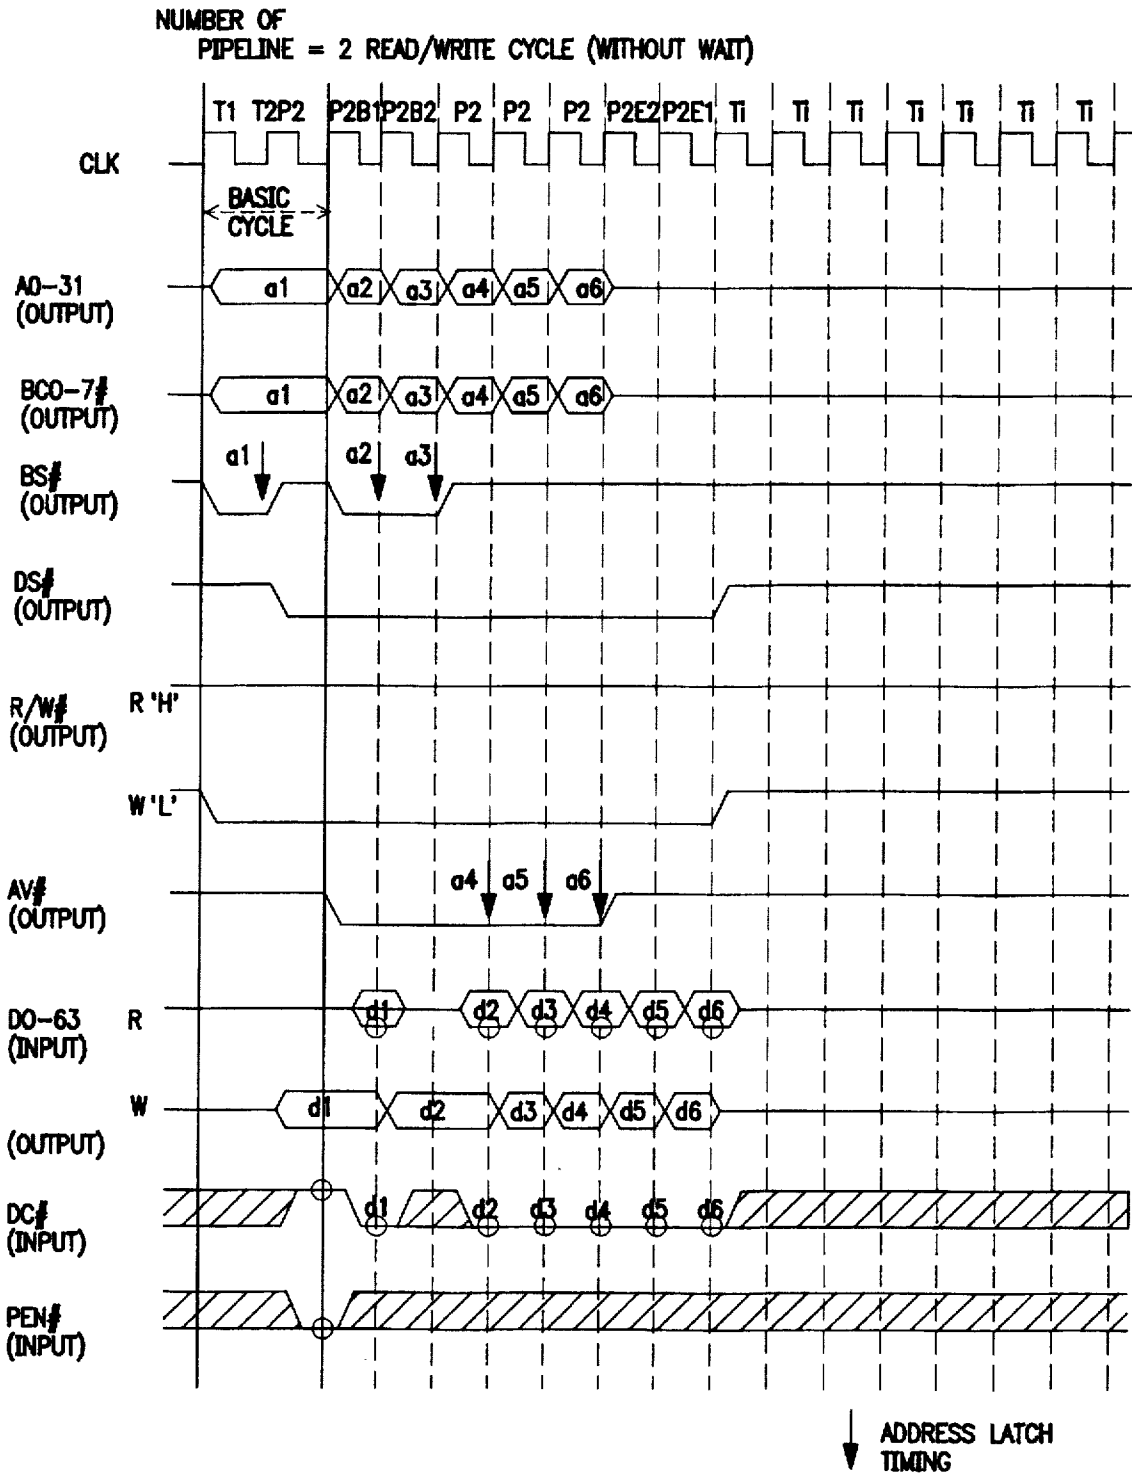 NUMBER OF
PIPELINE = 2 READ/WRITE CYCLE (WITHOUT WAIT)
T1 T2P2 P2B1 P2B2 P2 P2 P2 P2E2 P2E1 Ti Ti Ti Ti Ti Ti Ti
CLK
BASIC
CYCLE
A0-31
(OUTPUT)
a1 a2 a3 a4 a5 a6
BC0-7#
(OUTPUT)
a1 a2 a3 a4 a5 a6
BS#
(OUTPUT)
a1 a2 a3
DS#
(OUTPUT)
R/W#
(OUTPUT)
R 'H'
W 'L'
AV#
(OUTPUT)
a4 a5 a6
D0-63
(INPUT)
R
d1 d2 d3 d4 d5 d6
W
(OUTPUT)
d1 d2 d3 d4 d5 d6
DC#
(INPUT)
d1 d2 d3 d4 d5 d6
PEN#
(INPUT)
ADDRESS LATCH
TIMING